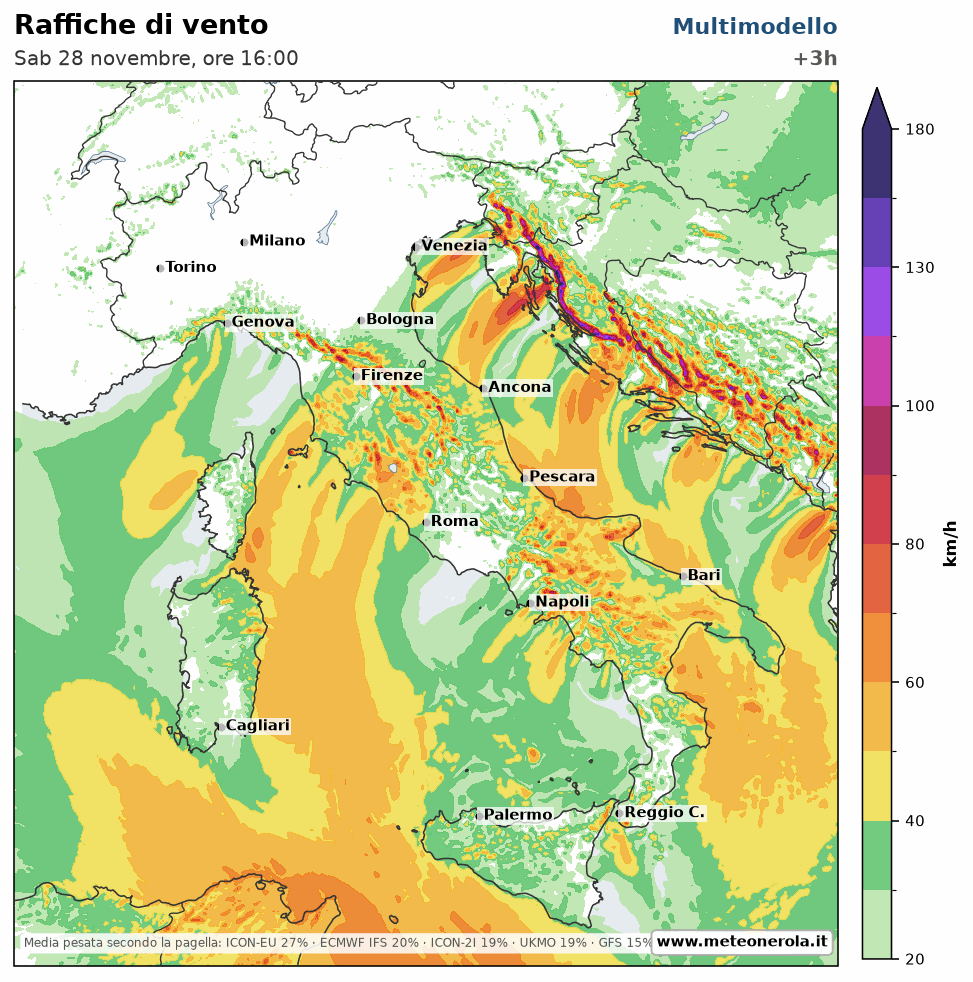 Raffiche di vento
Multimodello
Sab 28 novembre, ore 16:00
+3h
180
Milano
Venezia
Torino
130
Genova
Bologna
Firenze
Ancona
100
Pescara
Roma
80
km/h
Bari
Napoli
60
Cagliari
Palermo
Reggio C.
40
Media pesata secondo la pagella: ICON-EU 27% · ECMWF IFS 20% · ICON-2I 19% · UKMO 19% · GFS 15%
www.meteonerola.it
20